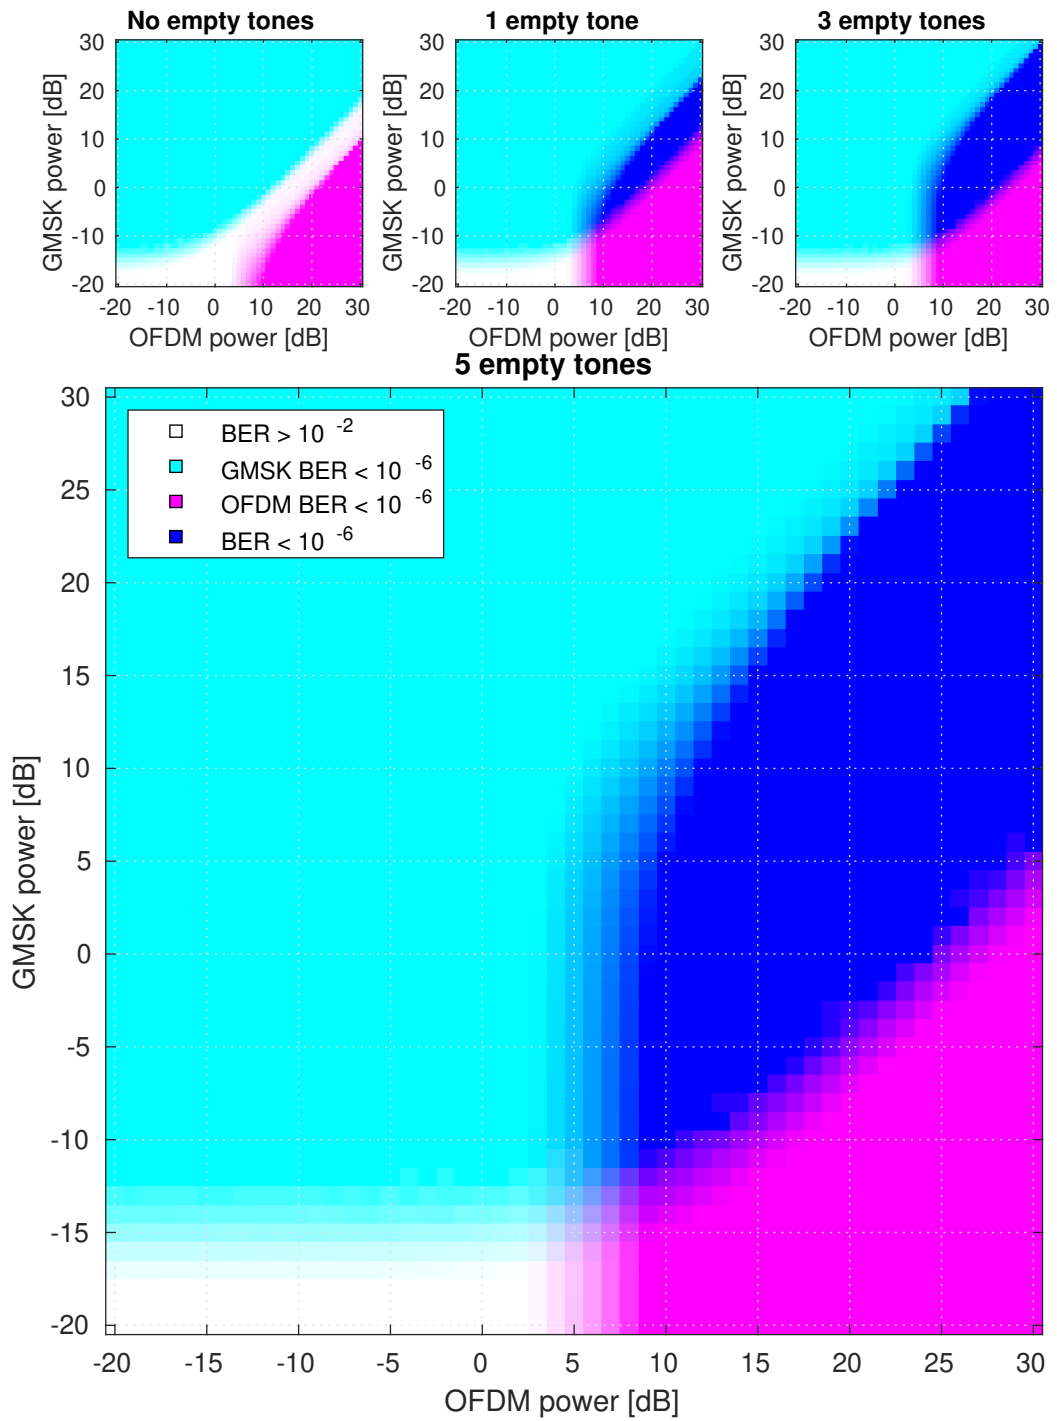 No empty tones
1 empty tone
3 empty tones
30
20
10
0
-10
-20
GMSK power [dB]
-20 -10 0 10 20 30
OFDM power [dB]
30
20
10
0
-10
-20
GMSK power [dB]
-20 -10 0 10 20 30
OFDM power [dB]
30
20
10
0
-10
-20
GMSK power [dB]
-20 -10 0 10 20 30
OFDM power [dB]
5 empty tones
BER > 10 -2
GMSK BER < 10 -6
OFDM BER < 10 -6
BER < 10 -6
30
25
20
15
10
5
0
-5
-10
-15
-20
GMSK power [dB]
-20 -15 -10 -5 0 5 10 15 20 25 30
OFDM power [dB]